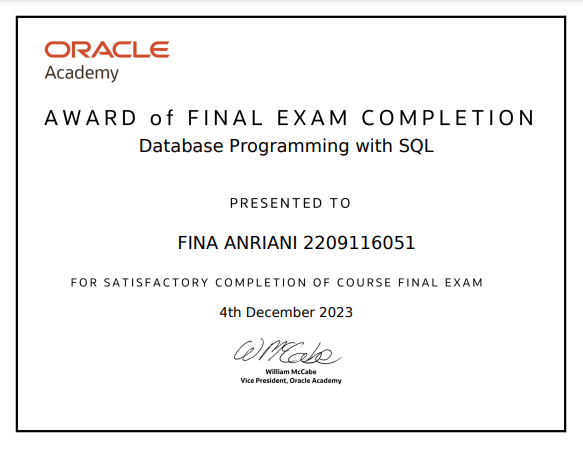 ORACLE
Academy
AWARD of FINAL EXAM COMPLETION
Database Programming with SQL
PRESENTED TO
FINA ANRIANI 2209116051
FOR SATISFACTORY COMPLETION OF COURSE FINAL EXAM
4th December 2023
WMcCabe
William McCabe
Vice President, Oracle Academy